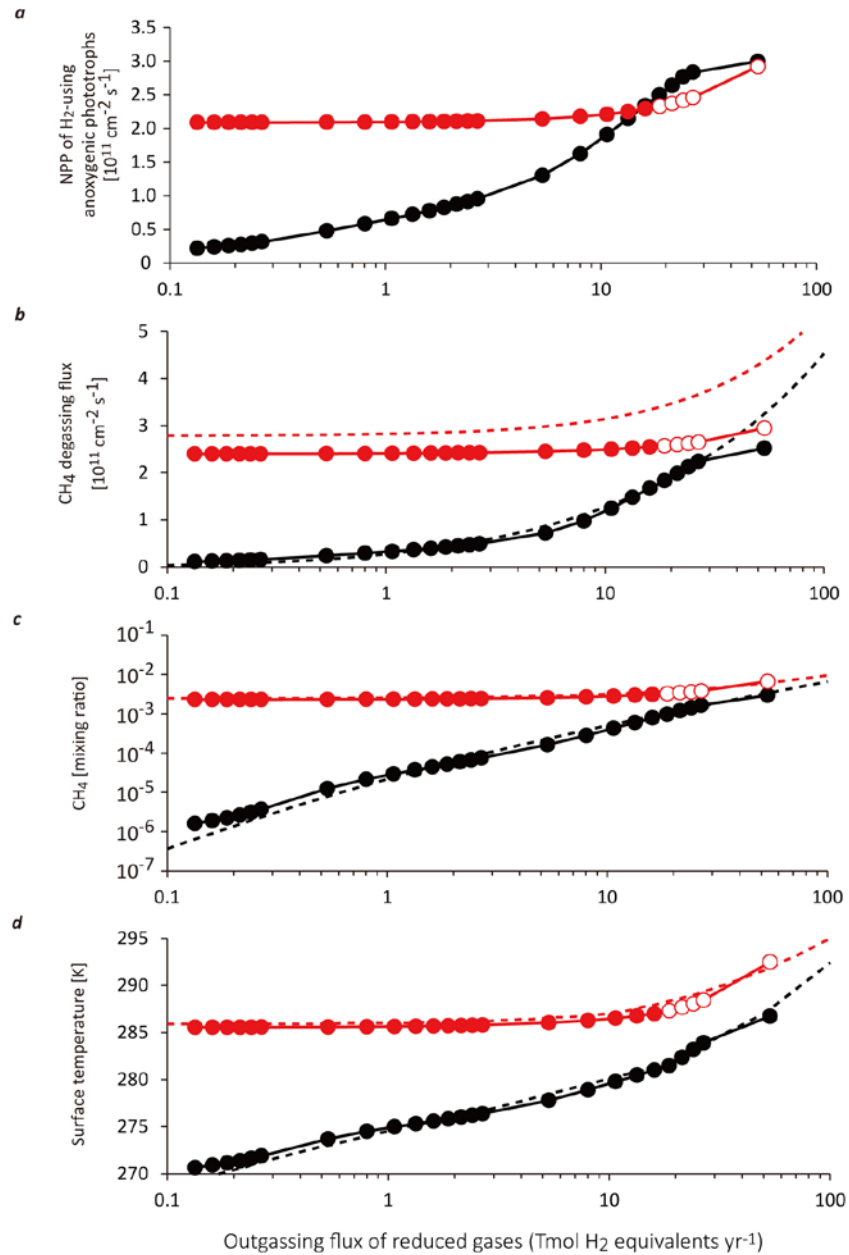 a
NPP of H2-using
anoxygenic phototrophs
[10^11 cm^-2 s^-1]
3.5
3.0
2.5
2.0
1.5
1.0
0.5
0
0.1 1 10 100
b
CH4 degassing flux
[10^11 cm^-2 s^-1]
5
4
3
2
1
0
0.1 1 10 100
c
CH4 [mixing ratio]
10^-1
10^-2
10^-3
10^-4
10^-5
10^-6
10^-7
0.1 1 10 100
d
Surface temperature [K]
295
290
285
280
275
270
0.1 1 10 100
Outgassing flux of reduced gases (Tmol H2 equivalents yr^-1)